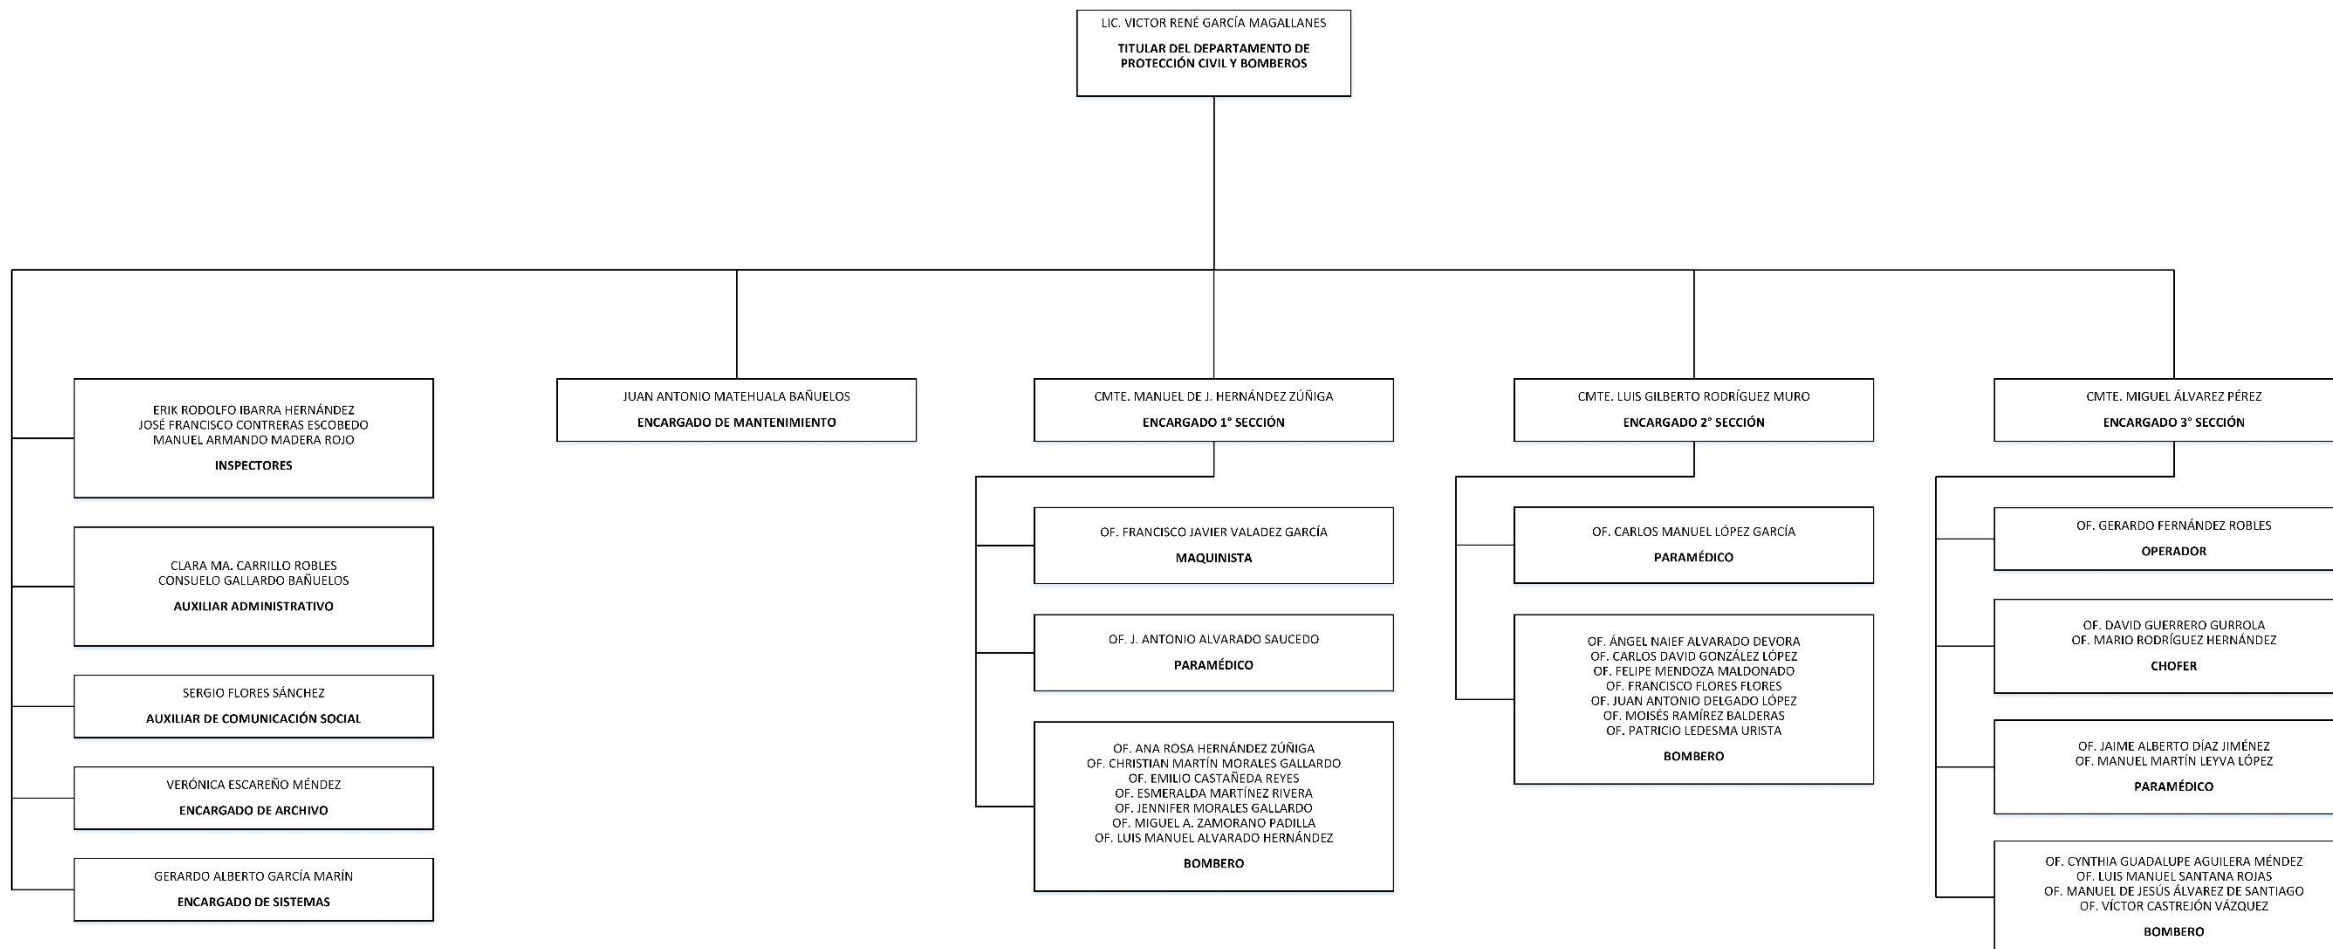 LIC. VICTOR RENÉ GARCÍA MAGALLANES
TITULAR DEL DEPARTAMENTO DE
PROTECCIÓN CIVIL Y BOMBEROS
ERIK RODOLFO IBARRA HERNÁNDEZ
JOSÉ FRANCISCO CONTRERAS ESCOBEDO
MANUEL ARMANDO MADERA ROJO
INSPECTORES
CLARA MA. CARRILLO ROBLES
CONSUELO GALLARDO BAÑUELOS
AUXILIAR ADMINISTRATIVO
SERGIO FLORES SÁNCHEZ
AUXILIAR DE COMUNICACIÓN SOCIAL
VERÓNICA ESCAREÑO MÉNDEZ
ENCARGADO DE ARCHIVO
GERARDO ALBERTO GARCÍA MARÍN
ENCARGADO DE SISTEMAS
JUAN ANTONIO MATEHUALA BAÑUELOS
ENCARGADO DE MANTENIMIENTO
CMTE. MANUEL DE J. HERNÁNDEZ ZÚÑIGA
ENCARGADO 1° SECCIÓN
OF. FRANCISCO JAVIER VALADEZ GARCÍA
MAQUINISTA
OF. J. ANTONIO ALVARADO SAUCEDO
PARAMÉDICO
OF. ANA ROSA HERNÁNDEZ ZÚÑIGA
OF. CHRISTIAN MARTÍN MORALES GALLARDO
OF. EMILIO CASTAÑEDA REYES
OF. ESMERALDA MARTÍNEZ RIVERA
OF. JENNIFER MORALES GALLARDO
OF. MIGUEL A. ZAMORANO PADILLA
OF. LUIS MANUEL ALVARADO HERNÁNDEZ
BOMBERO
CMTE. LUIS GILBERTO RODRÍGUEZ MURO
ENCARGADO 2° SECCIÓN
OF. CARLOS MANUEL LÓPEZ GARCÍA
PARAMÉDICO
OF. ÁNGEL NAIEF ALVARADO DEVORA
OF. CARLOS DAVID GONZÁLEZ LÓPEZ
OF. FELIPE MENDOZA MALDONADO
OF. FRANCISCO FLORES FLORES
OF. JUAN ANTONIO DELGADO LÓPEZ
OF. MOISÉS RAMÍREZ BALDERAS
OF. PATRICIO LEDESMA URISTA
BOMBERO
CMTE. MIGUEL ÁLVAREZ PÉREZ
ENCARGADO 3° SECCIÓN
OF. GERARDO FERNÁNDEZ ROBLES
OPERADOR
OF. DAVID GUERRERO GURROLA
OF. MARIO RODRÍGUEZ HERNÁNDEZ
CHOFER
OF. JAIME ALBERTO DÍAZ JIMÉNEZ
OF. MANUEL MARTÍN LEYVA LÓPEZ
PARAMÉDICO
OF. CYNTHIA GUADALUPE AGUILERA MÉNDEZ
OF. LUIS MANUEL SANTANA ROJAS
OF. MANUEL DE JESÚS ÁLVAREZ DE SANTIAGO
OF. VÍCTOR CASTREJÓN VÁZQUEZ
BOMBERO